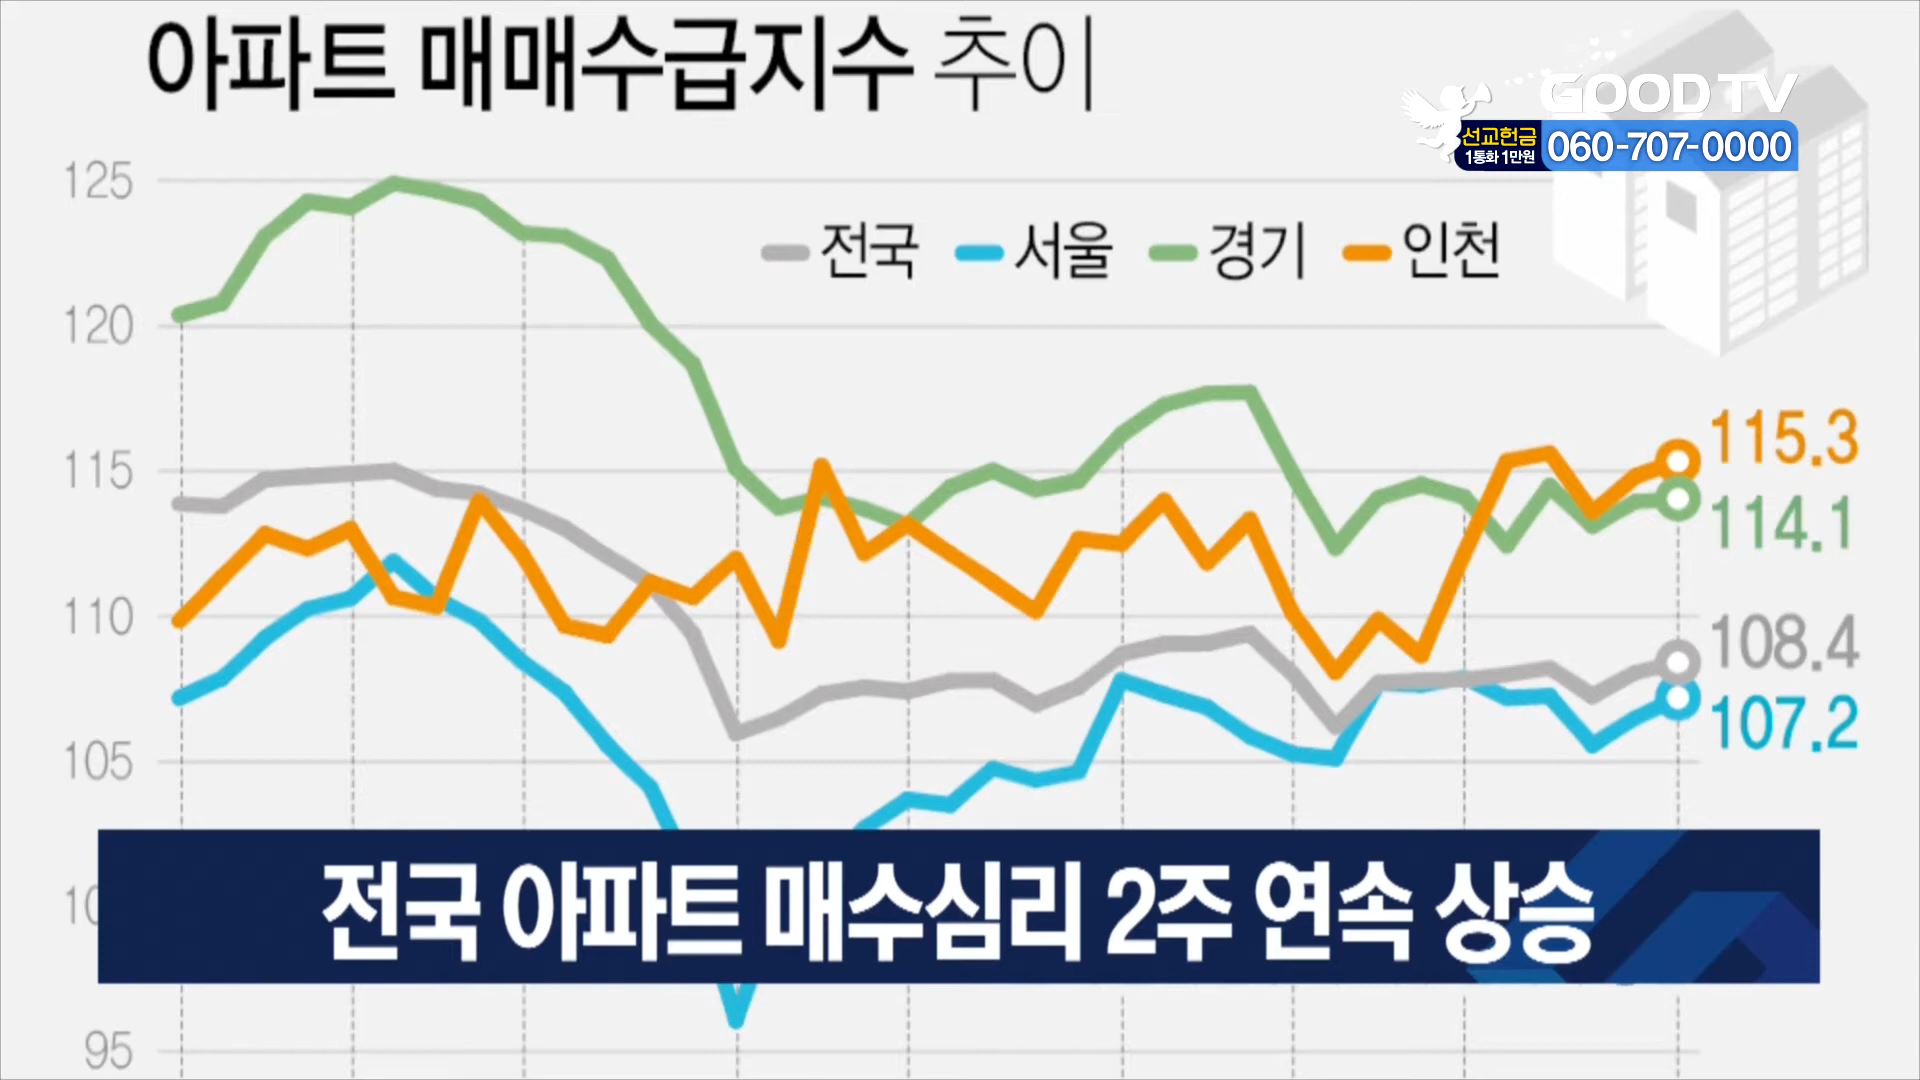 아파트 매매수급지수 추이
GOODTV
선교헌금
1통화 1만원
060-707-0000
125
전국 서울 경기 인천
120
115
115.3
114.1
110
108.4
107.2
105
전국 아파트 매수심리 2주 연속 상승
95